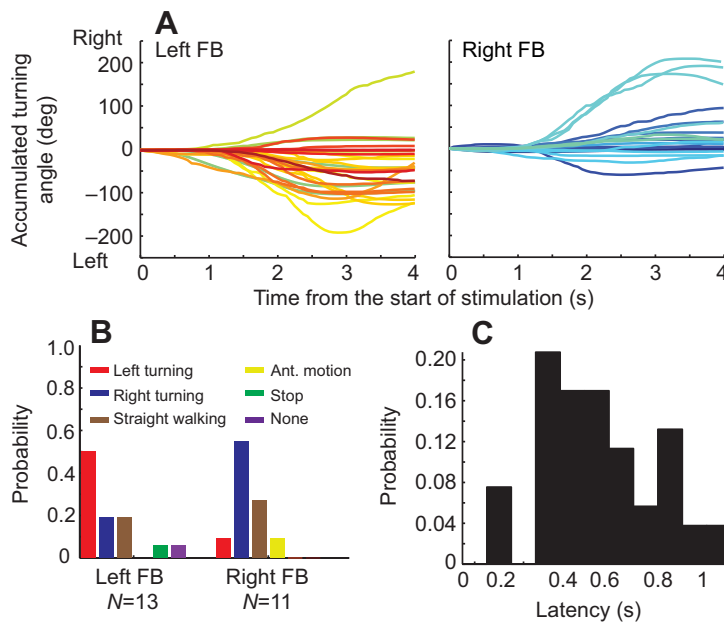 A
Right
Left FB
Right FB
200
100
0
–100
–200
Left
Accumulated turning
angle (deg)
0 1 2 3 4
0 1 2 3 4
Time from the start of stimulation (s)
B
1.0
0.8
0.6
0.4
0.2
0
Probability
Left turning
Right turning
Straight walking
Ant. motion
Stop
None
Left FB
N=13
Right FB
N=11
C
0.20
0.16
0.12
0.08
0.04
0
Probability
0 0.2 0.4 0.6 0.8 1
Latency (s)